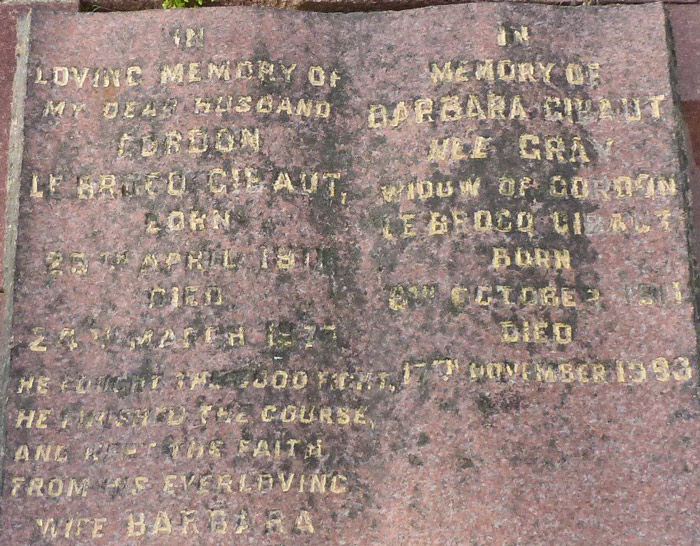 IN
LOVING MEMORY OF
MY DEAR HUSBAND
GORDON
LE BROCQ GIBAUT,
BORN
25TH APRIL
DIED
24TH MARCH
HE FOUGHT THE GOOD FIGHT,
HE FINISHED THE COURSE,
AND KEPT THE FAITH
FROM HIS EVERLOVING
WIFE BARBARA
IN
MEMORY OF
BARBARA GIBAUT
NEE GRAY
WIDOW OF GORDON
LE BROCQ GIBAUT
BORN
6TH OCTOBER 1911
DIED
17TH NOVEMBER 1993